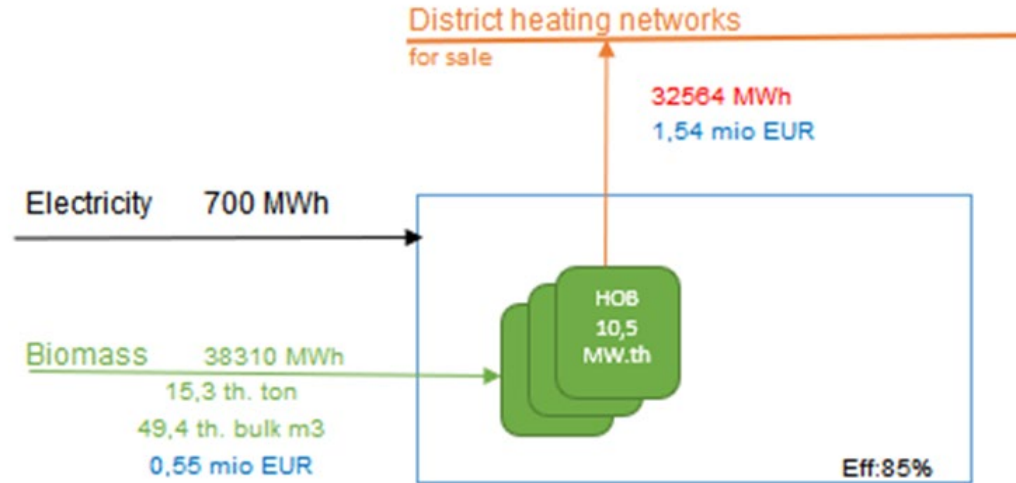 District heating networks
for sale
32564 MWh
1,54 mio EUR
Electricity 700 MWh
HOB
10,5
MW.th
Biomass 38310 MWh
15,3 th. ton
49,4 th. bulk m3
0,55 mio EUR
Eff:85%